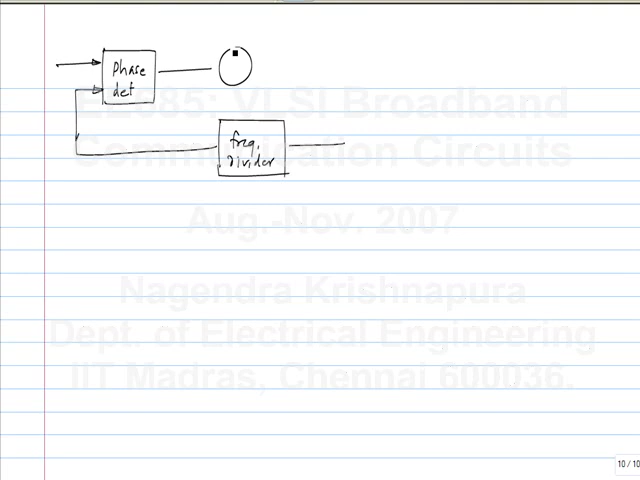 Phase
det
freq.
divider
EE685: VLSI Broadband
Communication Circuits
Aug.-Nov. 2007
Nagendra Krishnapura
Dept. of Electrical Engineering
IIT Madras, Chennai 600036.
10 / 10